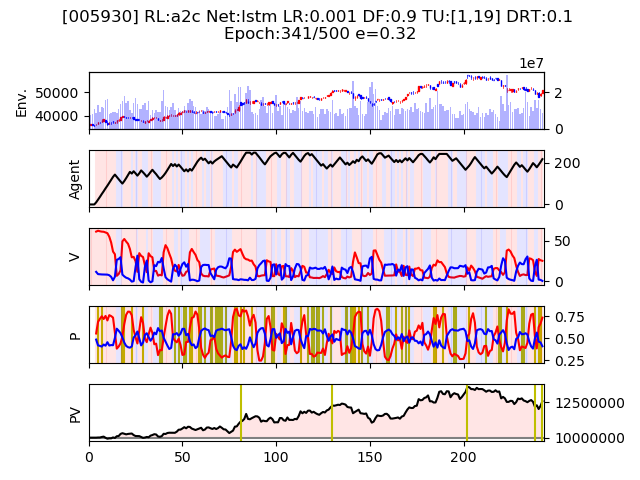 [005930] RL:a2c Net:lstm LR:0.001 DF:0.9 TU:[1,19] DRT:0.1
Epoch:341/500 e=0.32
1e7
Env.
50000
40000
2
0
Agent
200
0
V
50
0
P
0.75
0.50
0.25
PV
12500000
10000000
0 50 100 150 200